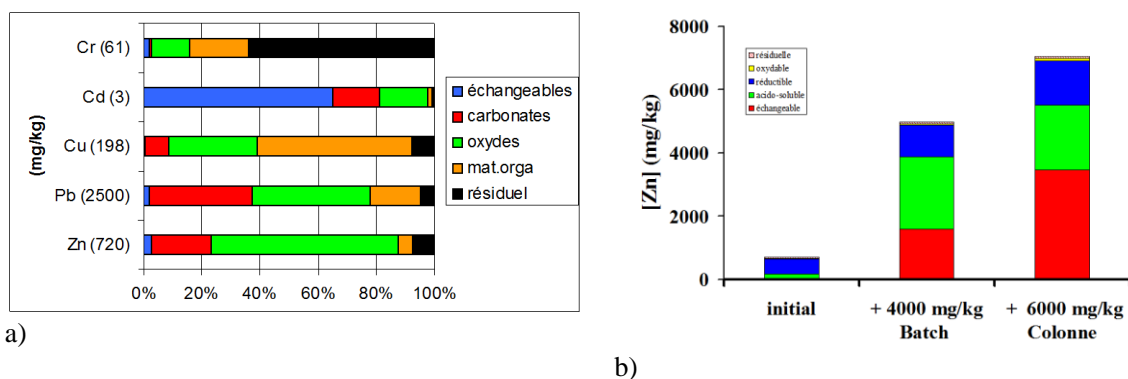 (mg/kg)
Cr (61)
Cd (3)
Cu (198)
Pb (2500)
Zn (720)
0% 20% 40% 60% 80% 100%
échangeables
carbonates
oxydes
mat.orga
résiduel
a)
[Zn] (mg/kg)
8000
6000
4000
2000
0
résiduelle
oxydable
réductible
acido-soluble
échangeable
initial
+ 4000 mg/kg
Batch
+ 6000 mg/kg
Colonne
b)